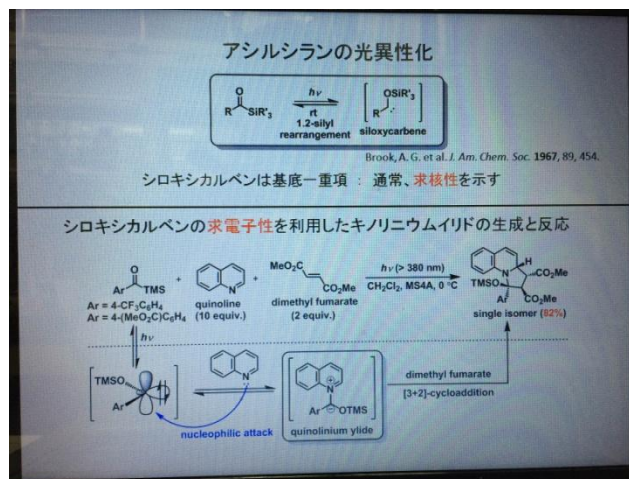 アシルシランの光異性化
O
R SiR'₃
hν
rt
1.2-silyl
rearrangement
OSiR'₃
R
siloxycarbene
Brook, A. G. et al. J. Am. Chem. Soc. 1967, 89, 454.
シロキシカルベンは基底一重項 : 通常、求核性を示す
シロキシカルベンの求電子性を利用したキノリニウムイリドの生成と反応
O
Ar TMS
+
N
+
MeO₂C
CO₂Me
hν (> 380 nm)
CH₂Cl₂, MS4A, 0 °C
H
N
TMSO
CO₂Me
Ar
CO₂Me
Ar = 4-CF₃C₆H₄
Ar = 4-(MeO₂C)C₆H₄
quinoline
(10 equiv.)
dimethyl fumarate
(2 equiv.)
single isomer (82%)
hν
TMSO
Ar
N
nucleophilic attack
N
Ar OTMS
quinolinium ylide
dimethyl fumarate
[3+2]-cycloaddition